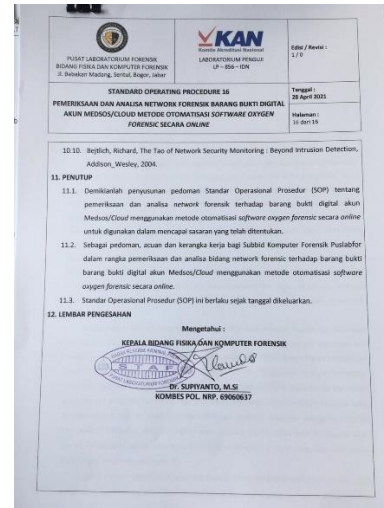 PUSAT LABORATORIUM FORENSIK
BIDANG FISIKA DAN KOMPUTER FORENSIK
Jl. Babakan Madang, Sentul, Bogor, Jabar
KAN
Komite Akreditasi Nasional
LABORATORIUM PENGUJI
LP – 856 – IDN
Edisi / Revisi :
1 / 0
STANDARD OPERATING PROCEDURE 16
PEMERIKSAAN DAN ANALISA NETWORK FORENSIK BARANG BUKTI DIGITAL
AKUN MEDSOS/CLOUD METODE OTOMATISASI SOFTWARE OXYGEN
FORENSIC SECARA ONLINE
Tanggal :
28 April 2021
Halaman :
16 dari 16
10.10. Bejtlich, Richard, The Tao of Network Security Monitoring : Beyond Intrusion Detection,
Addison_Wesley, 2004.
11. PENUTUP
11.1. Demikianlah penyusunan pedoman Standar Operasional Prosedur (SOP) tentang
pemeriksaan dan analisa network forensik terhadap barang bukti digital akun
Medsos/Cloud menggunakan metode otomatisasi software oxygen forensic secara online
untuk digunakan dalam mencapai sasaran yang telah ditentukan.
11.2. Sebagai pedoman, acuan dan kerangka kerja bagi Subbid Komputer Forensik Puslabfor
dalam rangka pemeriksaan dan analisa bidang network forensic terhadap barang bukti
barang bukti digital akun Medsos/Cloud menggunakan metode otomatisasi software
oxygen forensic secara online.
11.3. Standar Operasional Prosedur (SOP) ini berlaku sejak tanggal dikeluarkan.
12. LEMBAR PENGESAHAN
Mengetahui :
KEPALA BIDANG FISIKA DAN KOMPUTER FORENSIK
STAF
Dr. SUPIYANTO, M.Si
KOMBES POL. NRP. 69060637